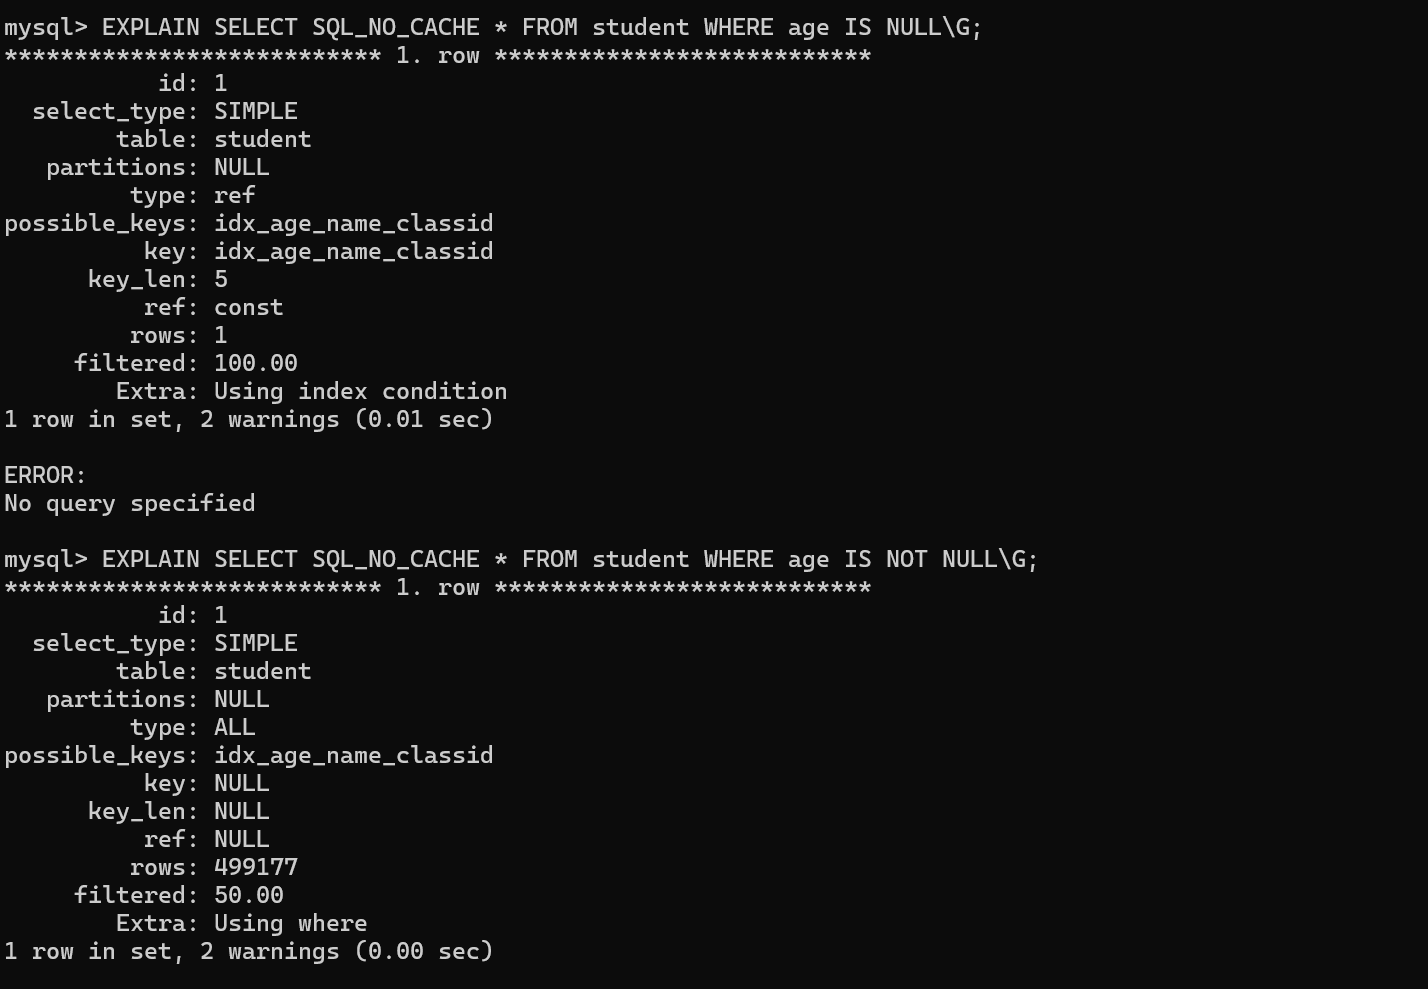 mysql> EXPLAIN SELECT SQL_NO_CACHE * FROM student WHERE age IS NULL\G;
*************************** 1. row ***************************
           id: 1
  select_type: SIMPLE
        table: student
   partitions: NULL
         type: ref
possible_keys: idx_age_name_classid
          key: idx_age_name_classid
      key_len: 5
          ref: const
         rows: 1
     filtered: 100.00
        Extra: Using index condition
1 row in set, 2 warnings (0.01 sec)

ERROR:
No query specified

mysql> EXPLAIN SELECT SQL_NO_CACHE * FROM student WHERE age IS NOT NULL\G;
*************************** 1. row ***************************
           id: 1
  select_type: SIMPLE
        table: student
   partitions: NULL
         type: ALL
possible_keys: idx_age_name_classid
          key: NULL
      key_len: NULL
          ref: NULL
         rows: 499177
     filtered: 50.00
        Extra: Using where
1 row in set, 2 warnings (0.00 sec)